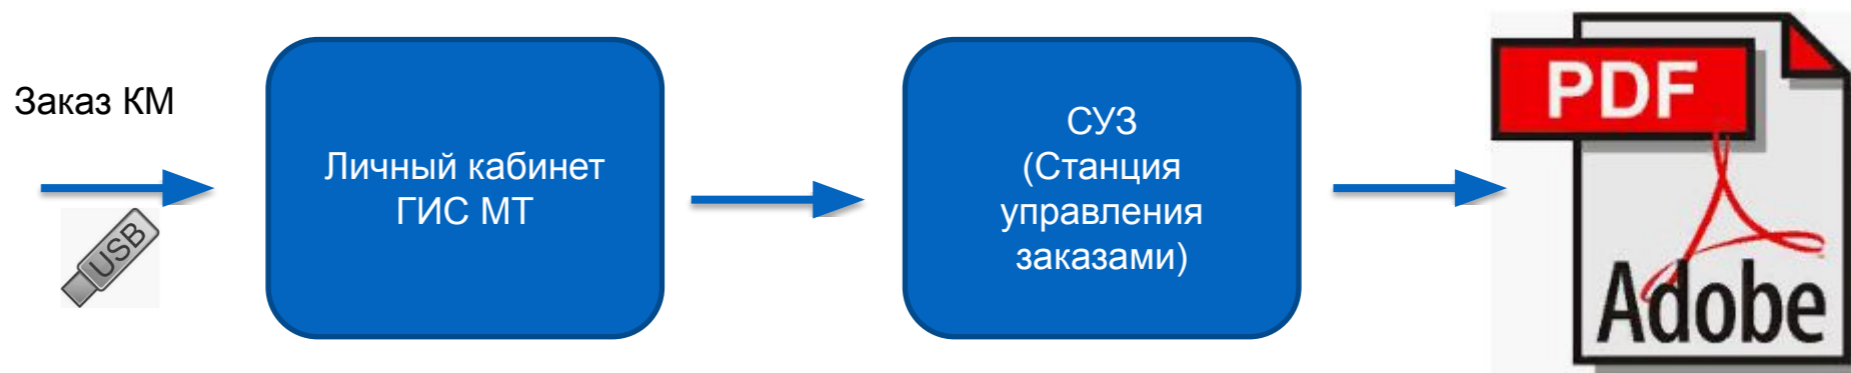 Заказ КМ
USB
Личный кабинет
ГИС МТ
СУЗ
(Станция
управления
заказами)
PDF
Adobe